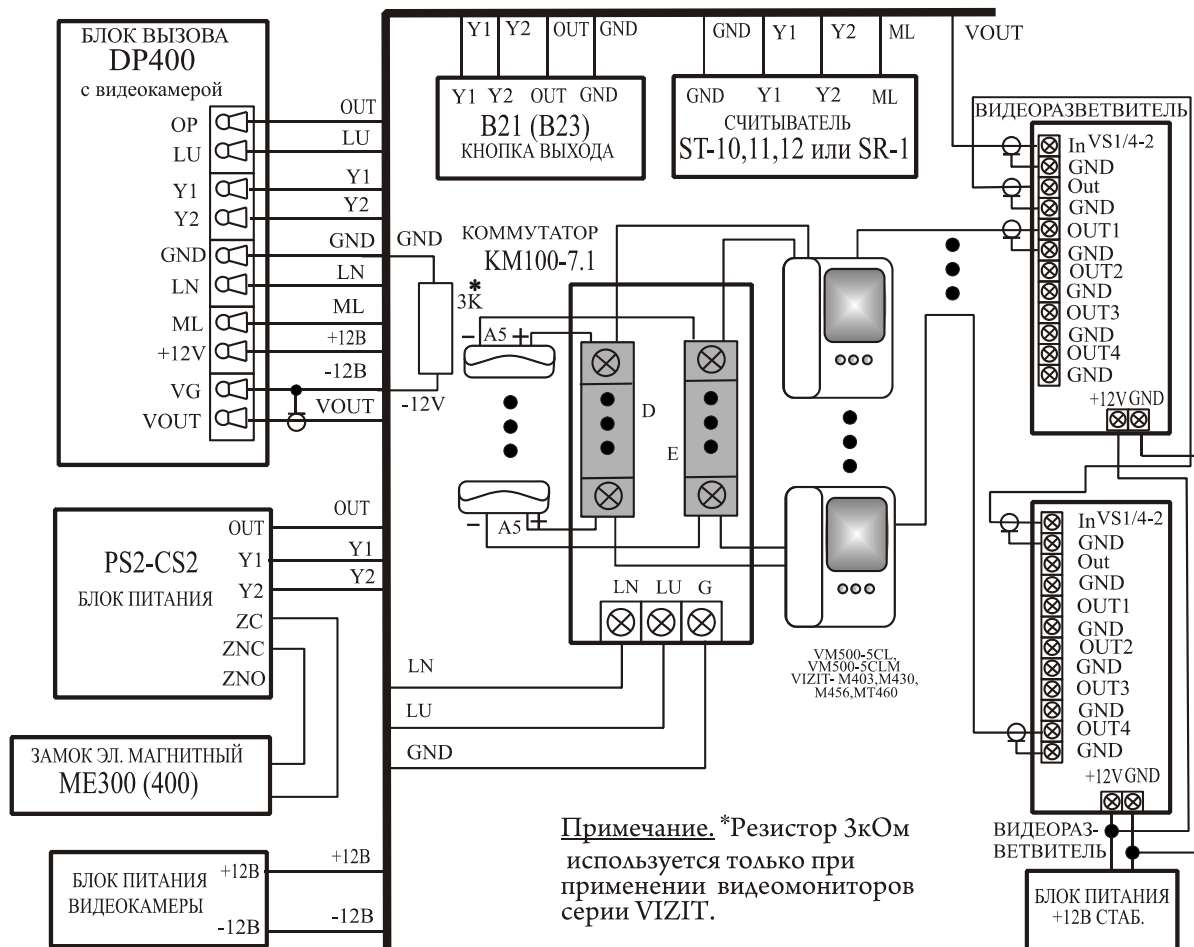 БЛОК ВЫЗОВА
DP400
с видеокамерой
OP
LU
Y1
Y2
GND
LN
ML
+12V
VG
VOUT
OUT
LU
Y1
Y2
GND
LN
ML
+12В
-12В
VOUT
GND
*
3K
-12V
Y1 Y2 OUT GND
Y1 Y2 OUT GND
B21 (B23)
КНОПКА ВЫХОДА
GND Y1 Y2 ML
GND Y1 Y2 ML
СЧИТЫВАТЕЛЬ
ST-10,11,12 или SR-1
VOUT
ВИДЕОРАЗВЕТВИТЕЛЬ
In VS1/4-2
GND
Out
GND
OUT1
GND
OUT2
GND
OUT3
GND
OUT4
GND
+12V GND
КОММУТАТОР
KM100-7.1
- A5 +
D
E
- A5 +
LN LU G
VM500-5CL,
VM500-5CLM
VIZIT- M403,M430,
M456,MT460
In VS1/4-2
GND
Out
GND
OUT1
GND
OUT2
GND
OUT3
GND
OUT4
GND
+12V GND
ВИДЕОРАЗ-
ВЕТВИТЕЛЬ
БЛОК ПИТАНИЯ
+12В СТАБ.
PS2-CS2
БЛОК ПИТАНИЯ
OUT
Y1
Y2
ZC
ZNC
ZNO
OUT
Y1
Y2
LN
LU
GND
ЗАМОК ЭЛ. МАГНИТНЫЙ
ME300 (400)
БЛОК ПИТАНИЯ
ВИДЕОКАМЕРЫ
+12В
-12В
+12В
-12В
Примечание. *Резистор 3кОм
используется только при
применении видеомониторов
серии VIZIT.